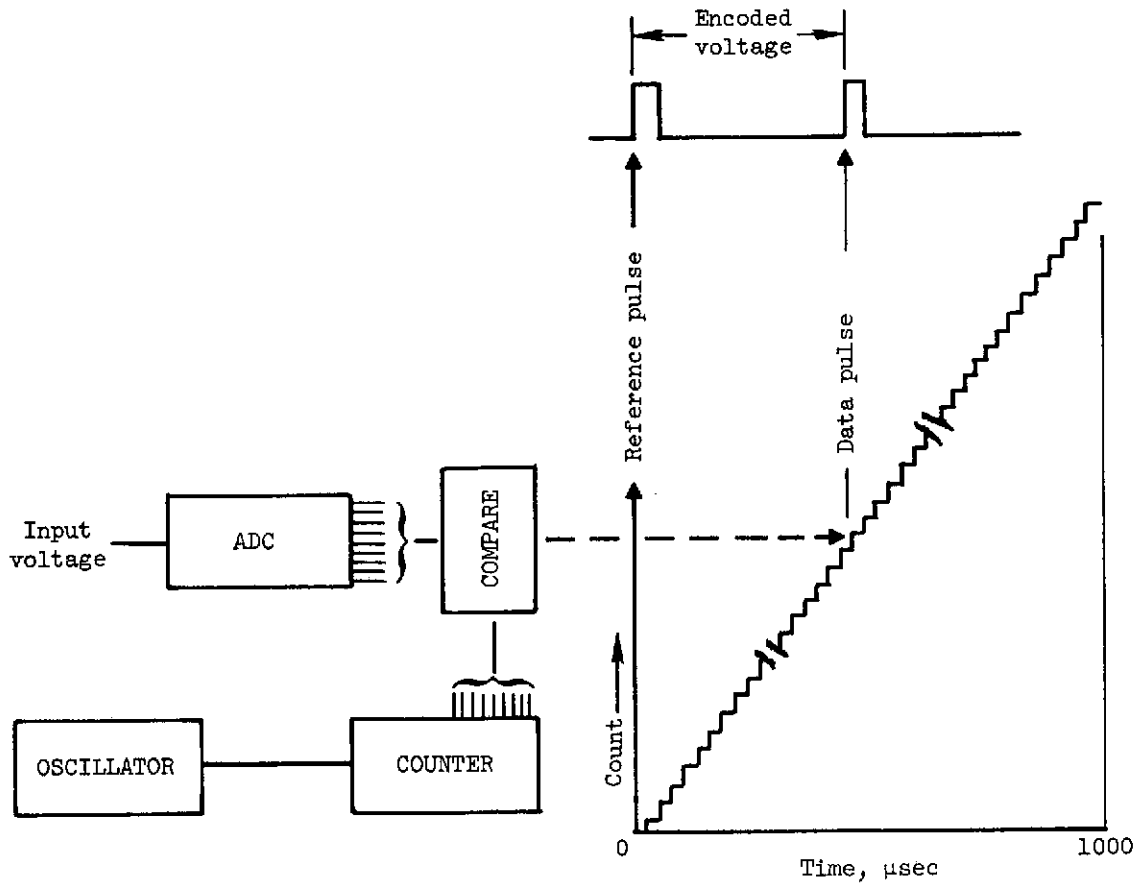 Encoded
voltage
Reference pulse
Data pulse
Input
voltage
ADC
COMPARE
OSCILLATOR
COUNTER
Count
0
1000
Time, μsec